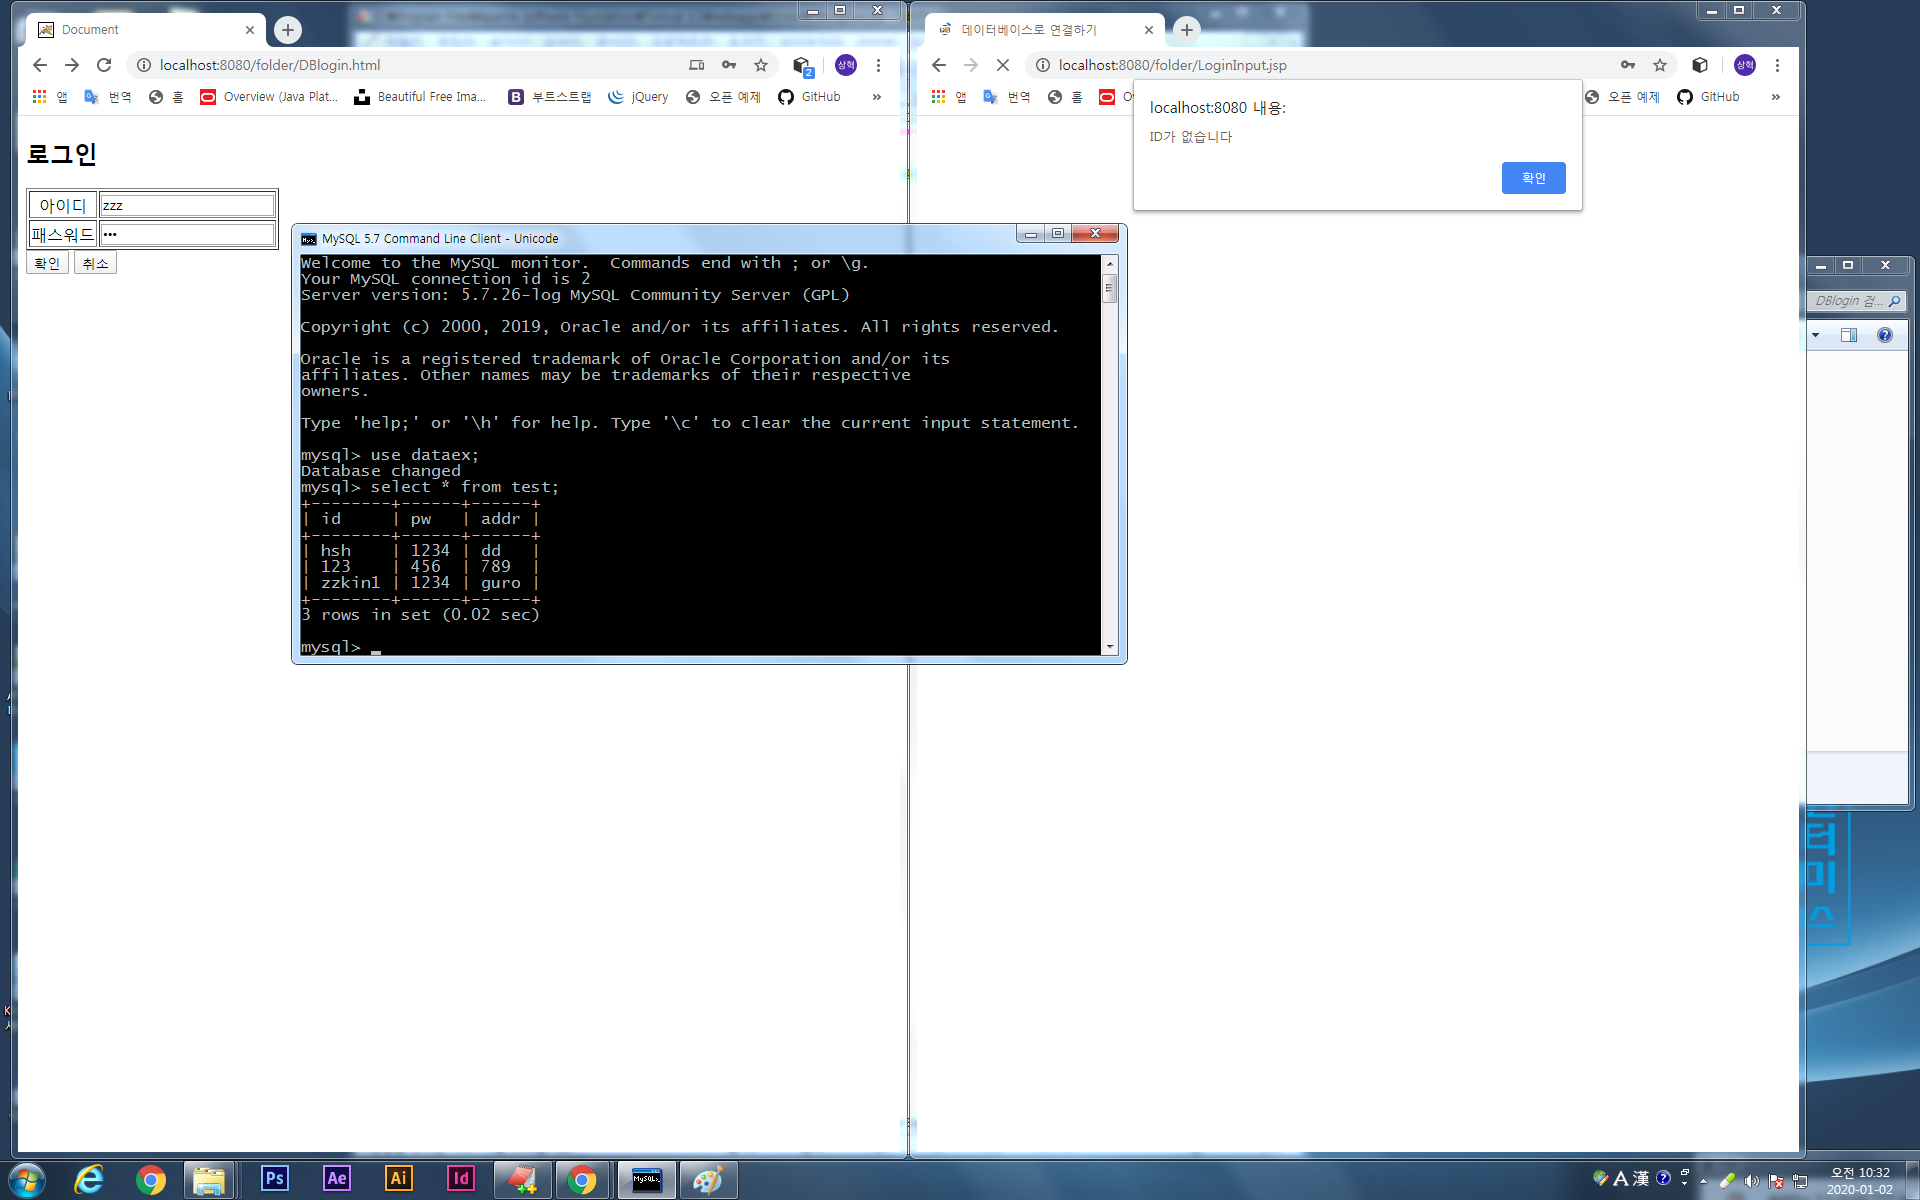 Document
localhost:8080/folder/DBlogin.html
앱 번역 홈 Overview (Java Plat... Beautiful Free Ima... B 부트스트랩 jQuery 오픈 예제 GitHub »
로그인
아이디 zzz
패스워드 •••
확인 취소
데이터베이스로 연결하기
localhost:8080/folder/LoginInput.jsp
상혁
앱 번역 홈 오픈 예제 GitHub »
localhost:8080 내용:
ID가 없습니다
확인
MySQL 5.7 Command Line Client - Unicode
Welcome to the MySQL monitor.  Commands end with ; or \g.
Your MySQL connection id is 2
Server version: 5.7.26-log MySQL Community Server (GPL)
Copyright (c) 2000, 2019, Oracle and/or its affiliates. All rights reserved.
Oracle is a registered trademark of Oracle Corporation and/or its
affiliates. Other names may be trademarks of their respective
owners.
Type 'help;' or '\h' for help. Type '\c' to clear the current input statement.
mysql> use dataex;
Database changed
mysql> select * from test;
+--------+------+------+
| id     | pw   | addr |
+--------+------+------+
| hsh    | 1234 | dd   |
| 123    | 456  | 789  |
| zzkin1 | 1234 | guro |
+--------+------+------+
3 rows in set (0.02 sec)
mysql> _
DBlogin 검...
Ps Ae Ai Id
A 漢
오전 10:32
2020-01-02